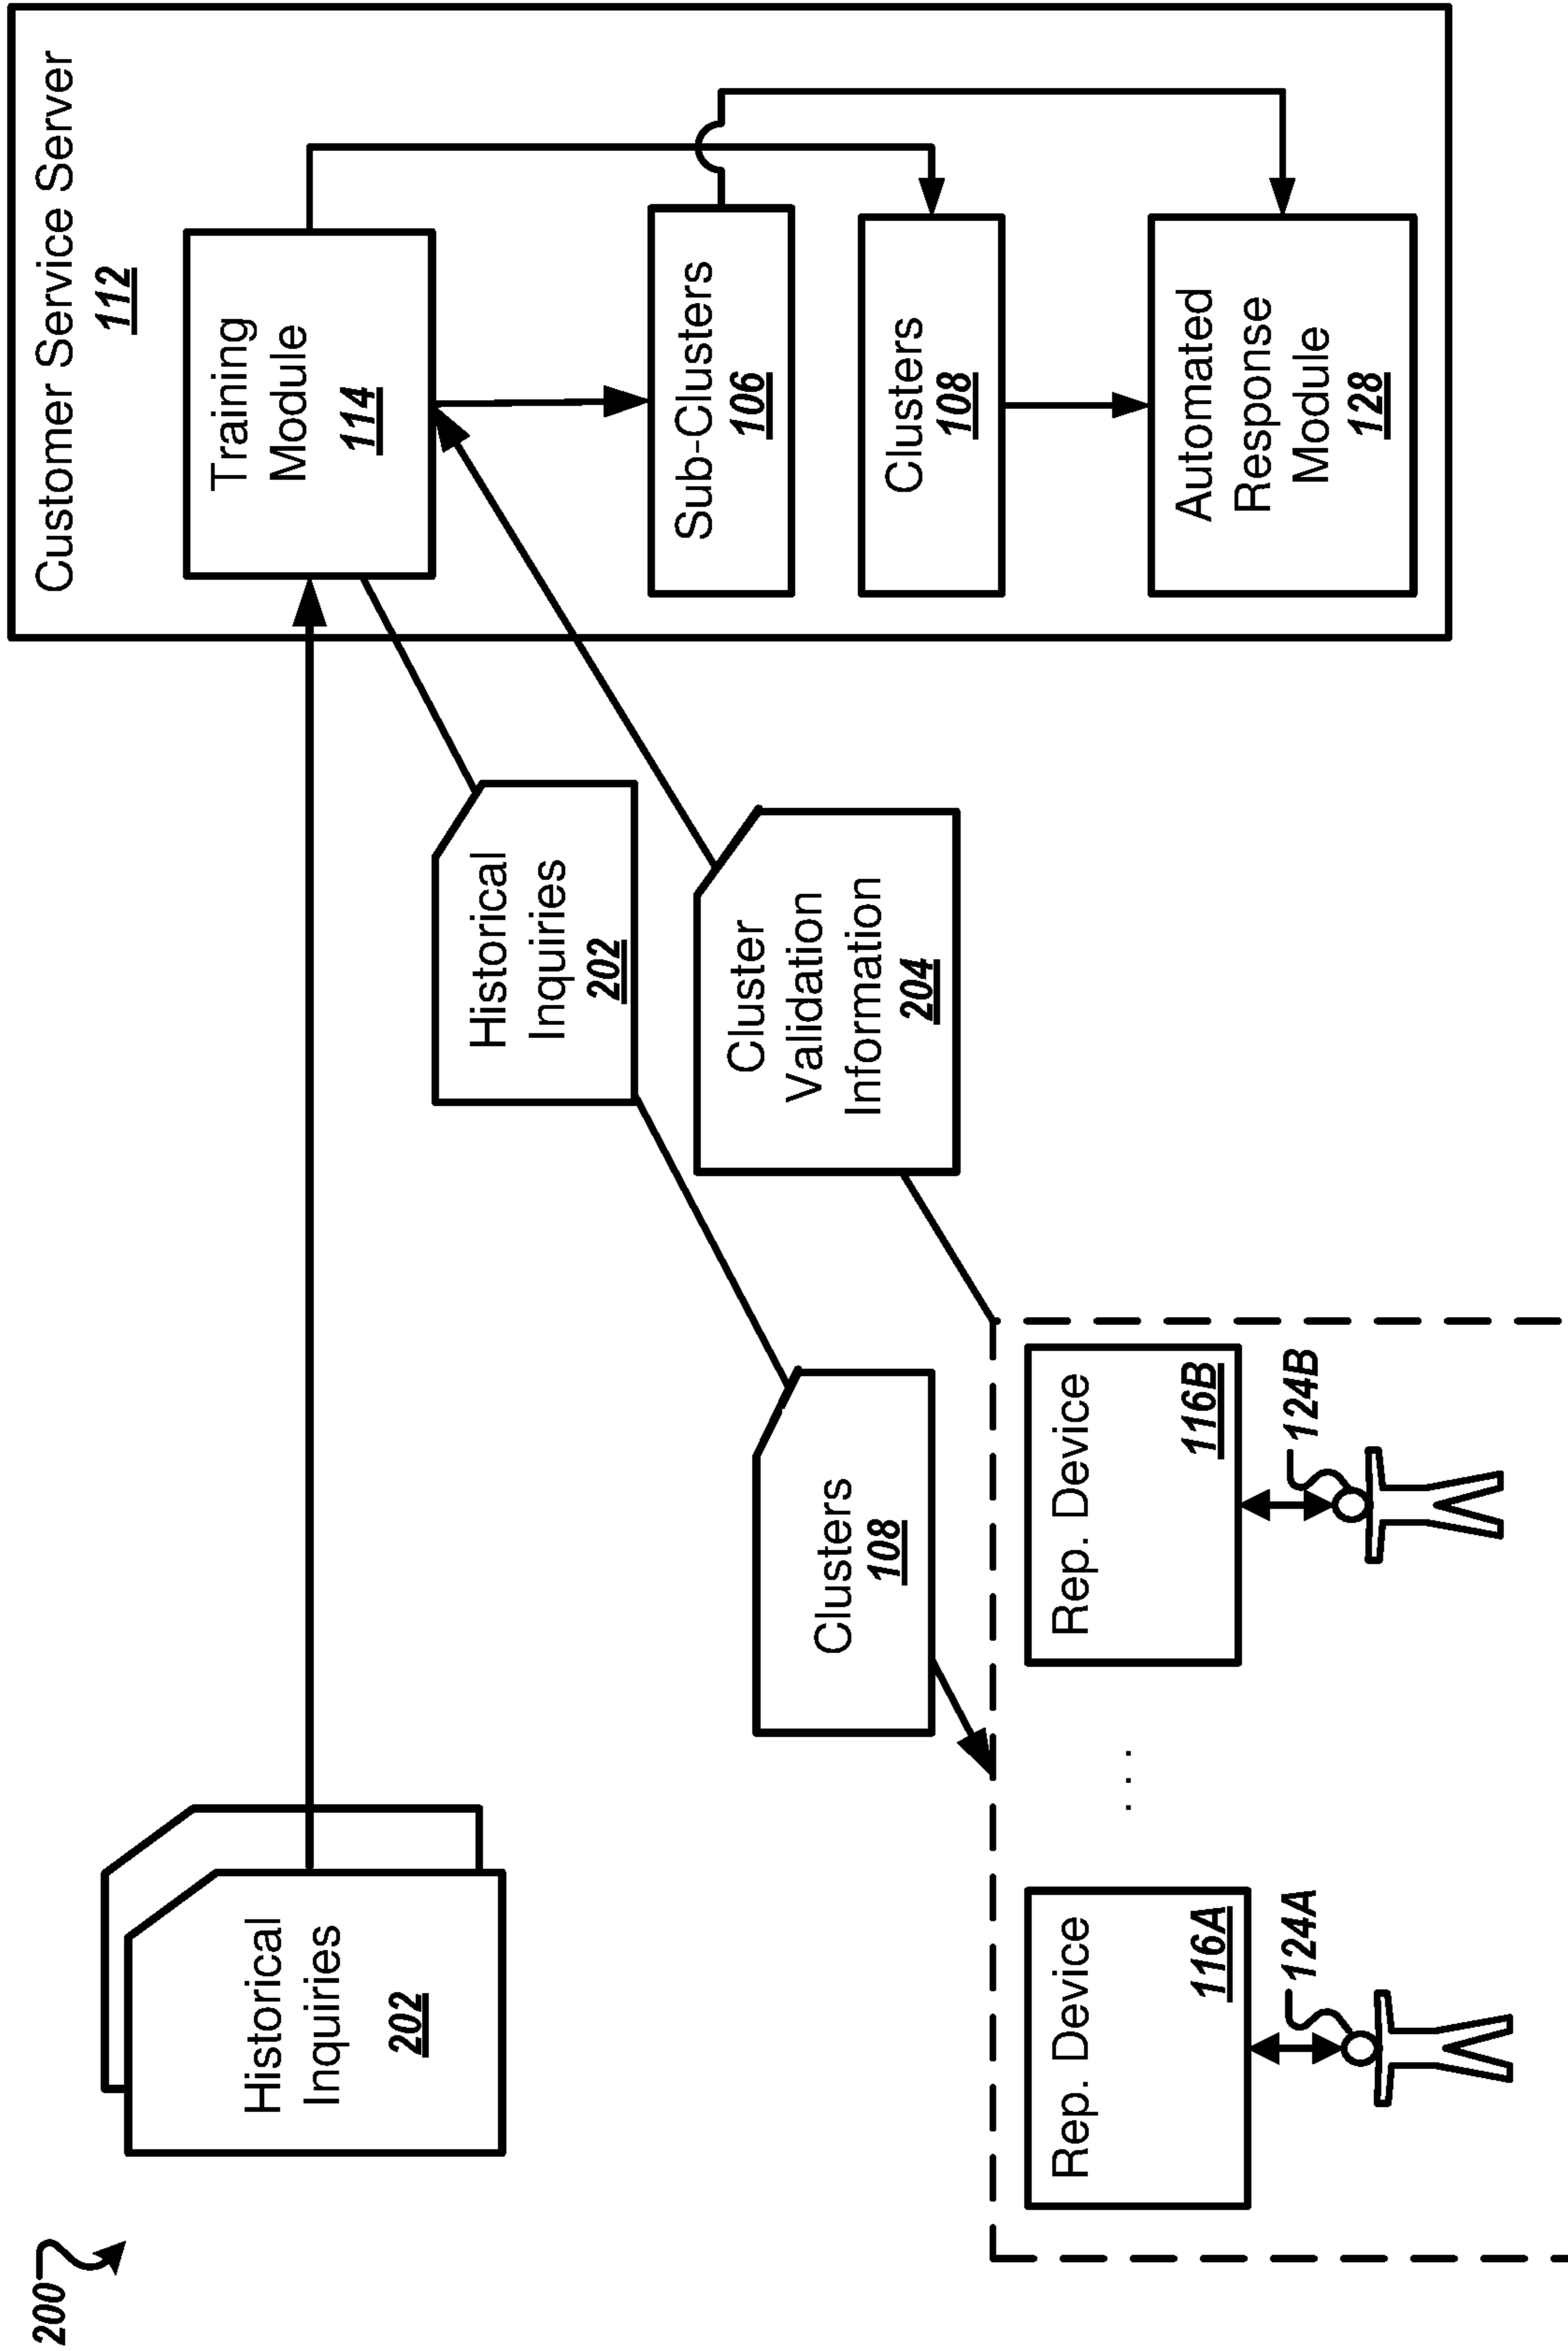 200
Historical
Inquiries
202
Customer Service Server
112
Training
Module
114
Historical
Inquiries
202
Cluster
Validation
Information
204
Sub-Clusters
106
Clusters
108
Clusters
108
Automated
Response
Module
128
Rep. Device
116A
124A
. . .
Rep. Device
116B
124B